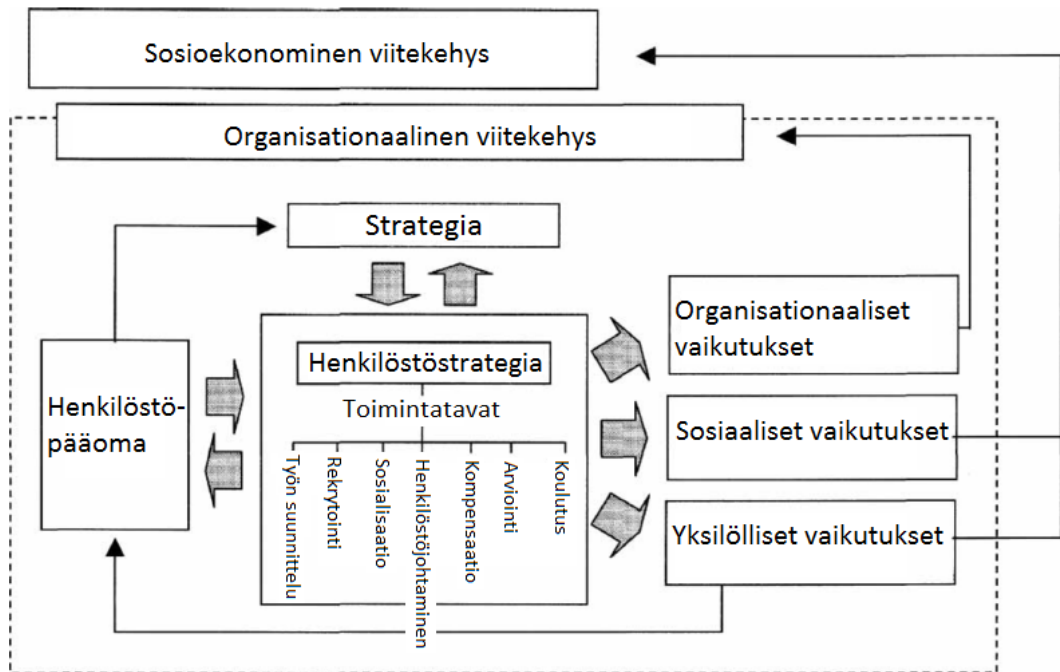 Sosioekonominen viitekehys
Organisationaalinen viitekehys
Strategia
Organisationaaliset
vaikutukset
Henkilöstöstrategia
Toimintatavat
Henkilöstö-
pääoma
Sosiaaliset vaikutukset
Työn suunnittelu
Rekrytointi
Sosialisaatio
Henkilöstöjohtaminen
Kompensaatio
Arviointi
Koulutus
Yksilölliset vaikutukset